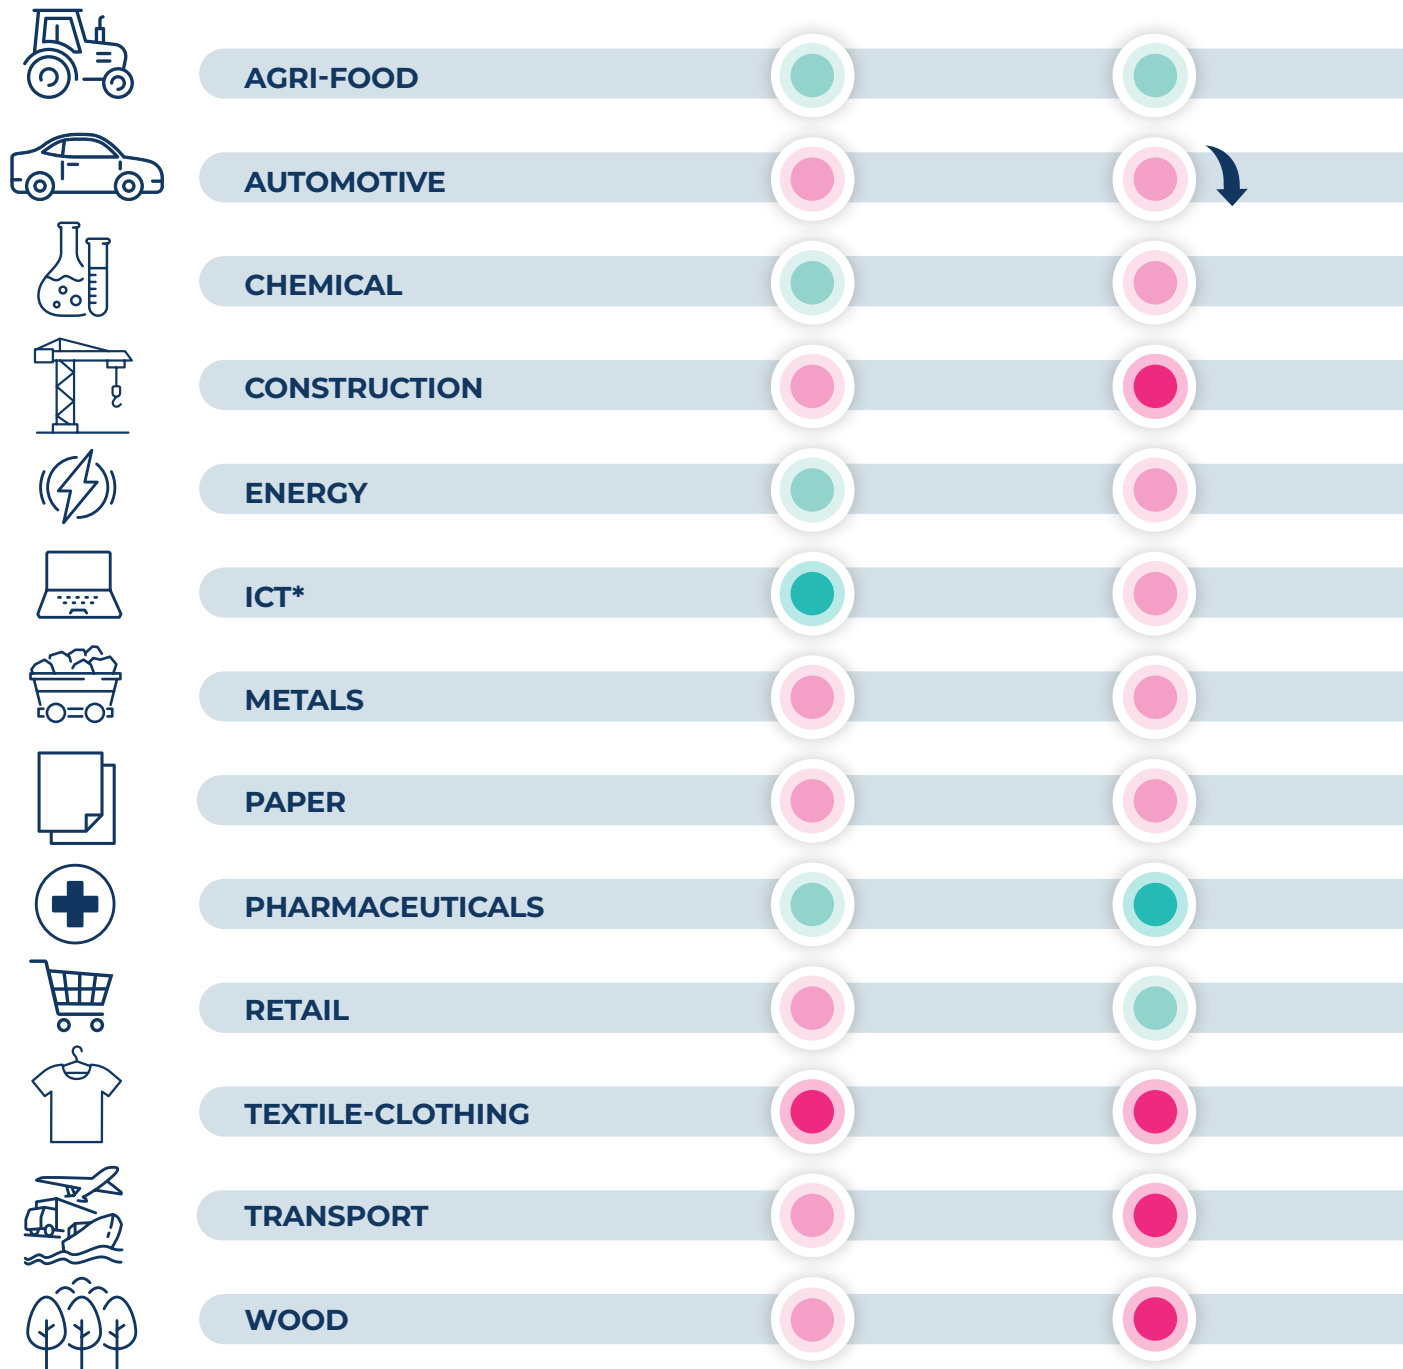 AGRI-FOOD
AUTOMOTIVE
CHEMICAL
CONSTRUCTION
ENERGY
ICT*
METALS
PAPER
PHARMACEUTICALS
RETAIL
TEXTILE-CLOTHING
TRANSPORT
WOOD